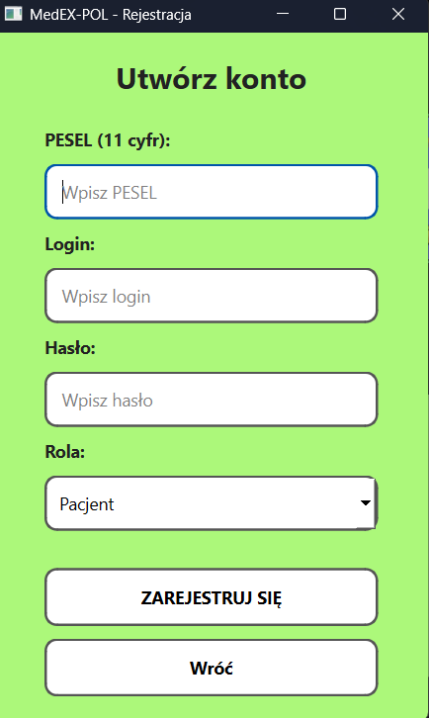 MedEX-POL - Rejestracja
Utwórz konto
PESEL (11 cyfr):
Wpisz PESEL
Login:
Wpisz login
Hasło:
Wpisz hasło
Rola:
Pacjent
ZAREJESTRUJ SIĘ
Wróć